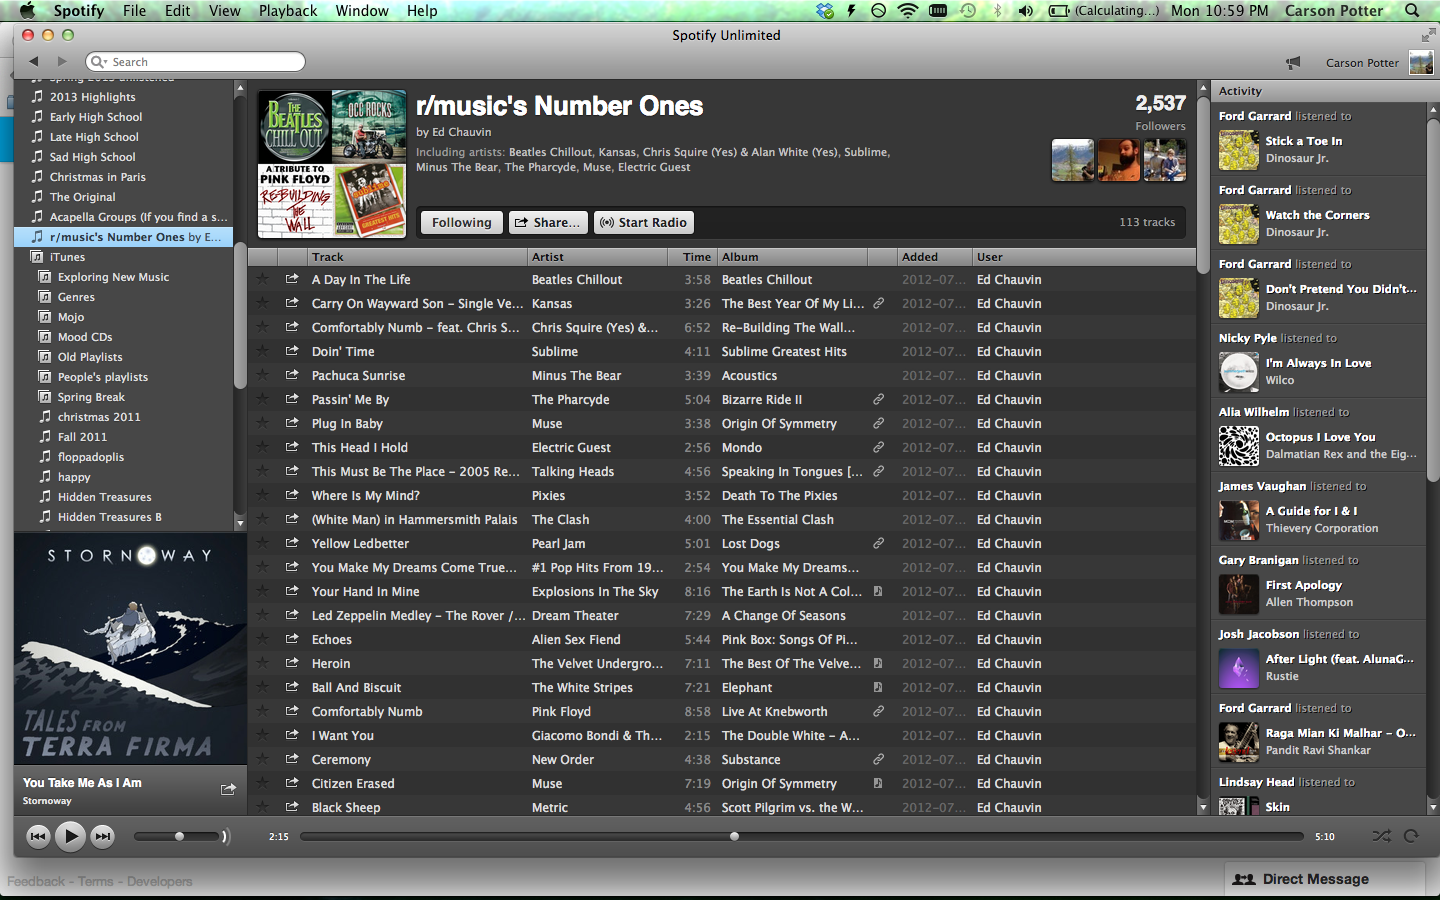 Spotify File Edit View Playback Window Help (Calculating...) Mon 10:59 PM Carson Potter
Spotify Unlimited
Search
Carson Potter
2013 Highlights
Early High School
Late High School
Sad High School
Christmas in Paris
The Original
Acapella Groups (If you find a s...
r/music's Number Ones by E...
iTunes
Exploring New Music
Genres
Mojo
Mood CDs
Old Playlists
People's playlists
Spring Break
christmas 2011
Fall 2011
floppadoplis
happy
Hidden Treasures
Hidden Treasures B
STORNOWAY
TALES FROM
TERRA FIRMA
You Take Me As I Am
Stornoway
THE BEATLES CHILL OUT
OCC ROCKS
A TRIBUTE TO
PINK FLOYD
RE-BUILDING
THE
WALL
SUBLIME
GREATEST HITS
r/music's Number Ones
by Ed Chauvin
Including artists: Beatles Chillout, Kansas, Chris Squire (Yes) & Alan White (Yes), Sublime,
Minus The Bear, The Pharcyde, Muse, Electric Guest
2,537
Followers
Following Share... Start Radio 113 tracks
Track Artist Time Album Added User
A Day In The Life Beatles Chillout 3:58 Beatles Chillout 2012-07... Ed Chauvin
Carry On Wayward Son - Single Ve... Kansas 3:26 The Best Year Of My Li... 2012-07... Ed Chauvin
Comfortably Numb - feat. Chris S... Chris Squire (Yes) &... 6:52 Re-Building The Wall... 2012-07... Ed Chauvin
Doin' Time Sublime 4:11 Sublime Greatest Hits 2012-07... Ed Chauvin
Pachuca Sunrise Minus The Bear 3:39 Acoustics 2012-07... Ed Chauvin
Passin' Me By The Pharcyde 5:04 Bizarre Ride II 2012-07... Ed Chauvin
Plug In Baby Muse 3:38 Origin Of Symmetry 2012-07... Ed Chauvin
This Head I Hold Electric Guest 2:56 Mondo 2012-07... Ed Chauvin
This Must Be The Place - 2005 Re... Talking Heads 4:56 Speaking In Tongues [... 2012-07... Ed Chauvin
Where Is My Mind? Pixies 3:52 Death To The Pixies 2012-07... Ed Chauvin
(White Man) in Hammersmith Palais The Clash 4:00 The Essential Clash 2012-07... Ed Chauvin
Yellow Ledbetter Pearl Jam 5:01 Lost Dogs 2012-07... Ed Chauvin
You Make My Dreams Come True... #1 Pop Hits From 19... 2:54 You Make My Dreams... 2012-07... Ed Chauvin
Your Hand In Mine Explosions In The Sky 8:16 The Earth Is Not A Col... 2012-07... Ed Chauvin
Led Zeppelin Medley - The Rover /... Dream Theater 7:29 A Change Of Seasons 2012-07... Ed Chauvin
Echoes Alien Sex Fiend 5:44 Pink Box: Songs Of Pi... 2012-07... Ed Chauvin
Heroin The Velvet Undergro... 7:11 The Best Of The Velve... 2012-07... Ed Chauvin
Ball And Biscuit The White Stripes 7:21 Elephant 2012-07... Ed Chauvin
Comfortably Numb Pink Floyd 8:58 Live At Knebworth 2012-07... Ed Chauvin
I Want You Giacomo Bondi & Th... 2:15 The Double White - A... 2012-07... Ed Chauvin
Ceremony New Order 4:38 Substance 2012-07... Ed Chauvin
Citizen Erased Muse 7:19 Origin Of Symmetry 2012-07... Ed Chauvin
Black Sheep Metric 4:56 Scott Pilgrim vs. the W... 2012-07... Ed Chauvin
Activity
Ford Garrard listened to
Stick a Toe In
Dinosaur Jr.
Ford Garrard listened to
Watch the Corners
Dinosaur Jr.
Ford Garrard listened to
Don't Pretend You Didn't...
Dinosaur Jr.
Nicky Pyle listened to
I'm Always In Love
Wilco
Alia Wilhelm listened to
Octopus I Love You
Dalmatian Rex and the Eig...
James Vaughan listened to
A Guide for I & I
Thievery Corporation
Gary Branigan listened to
First Apology
Allen Thompson
Josh Jacobson listened to
After Light (feat. AlunaG...
Rustie
Ford Garrard listened to
Raga Mian Ki Malhar - O...
Pandit Ravi Shankar
Lindsay Head listened to
Skin
2:15 5:10
Feedback - Terms - Developers
Direct Message